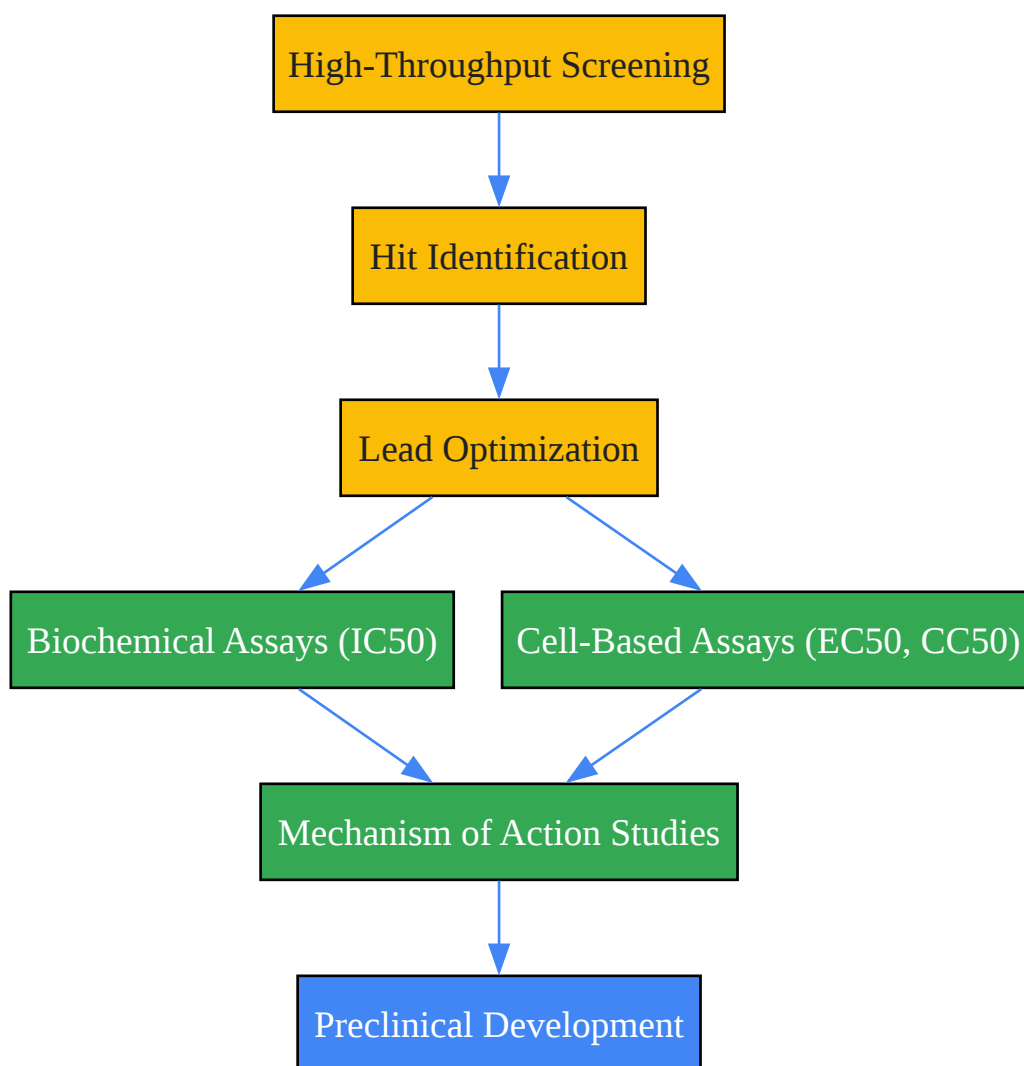 High-Throughput Screening
Hit Identification
Lead Optimization
Biochemical Assays (IC50)
Cell-Based Assays (EC50, CC50)
Mechanism of Action Studies
Preclinical Development